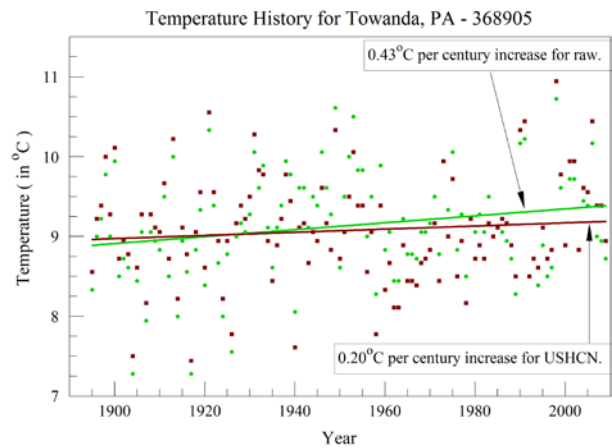 Temperature History for Towanda, PA - 368905
0.43°C per century increase for raw.
11
10
9
8
7
Temperature ( in °C )
0.20°C per century increase for USHCN.
1900
1920
1940
1960
1980
2000
Year